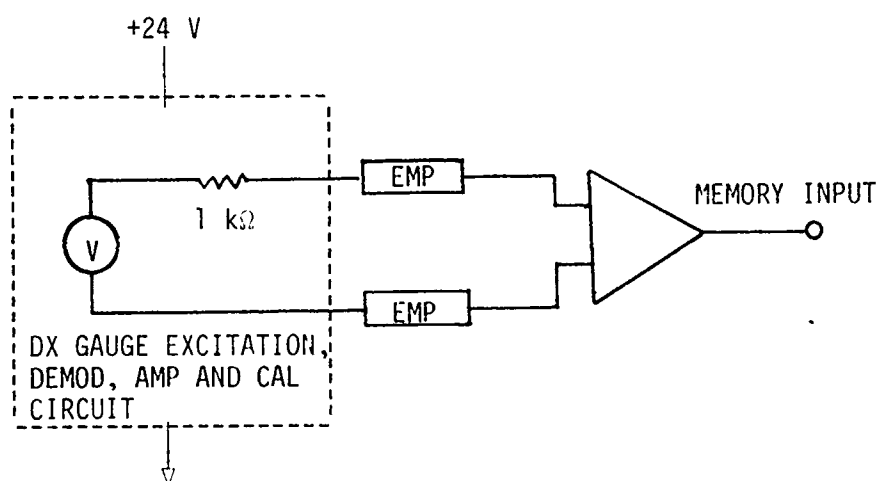 +24 V
EMP
MEMORY INPUT
1 kΩ
V
EMP
DX GAUGE EXCITATION,
DEMOD, AMP AND CAL
CIRCUIT